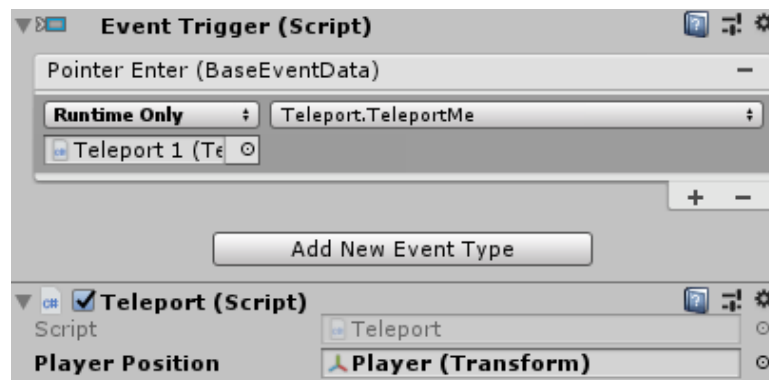 Event Trigger (Script)
Pointer Enter (BaseEventData)
Runtime Only Teleport.TeleportMe
Teleport 1 (Te
Add New Event Type
C# Teleport (Script)
Script Teleport
Player Position Player (Transform)